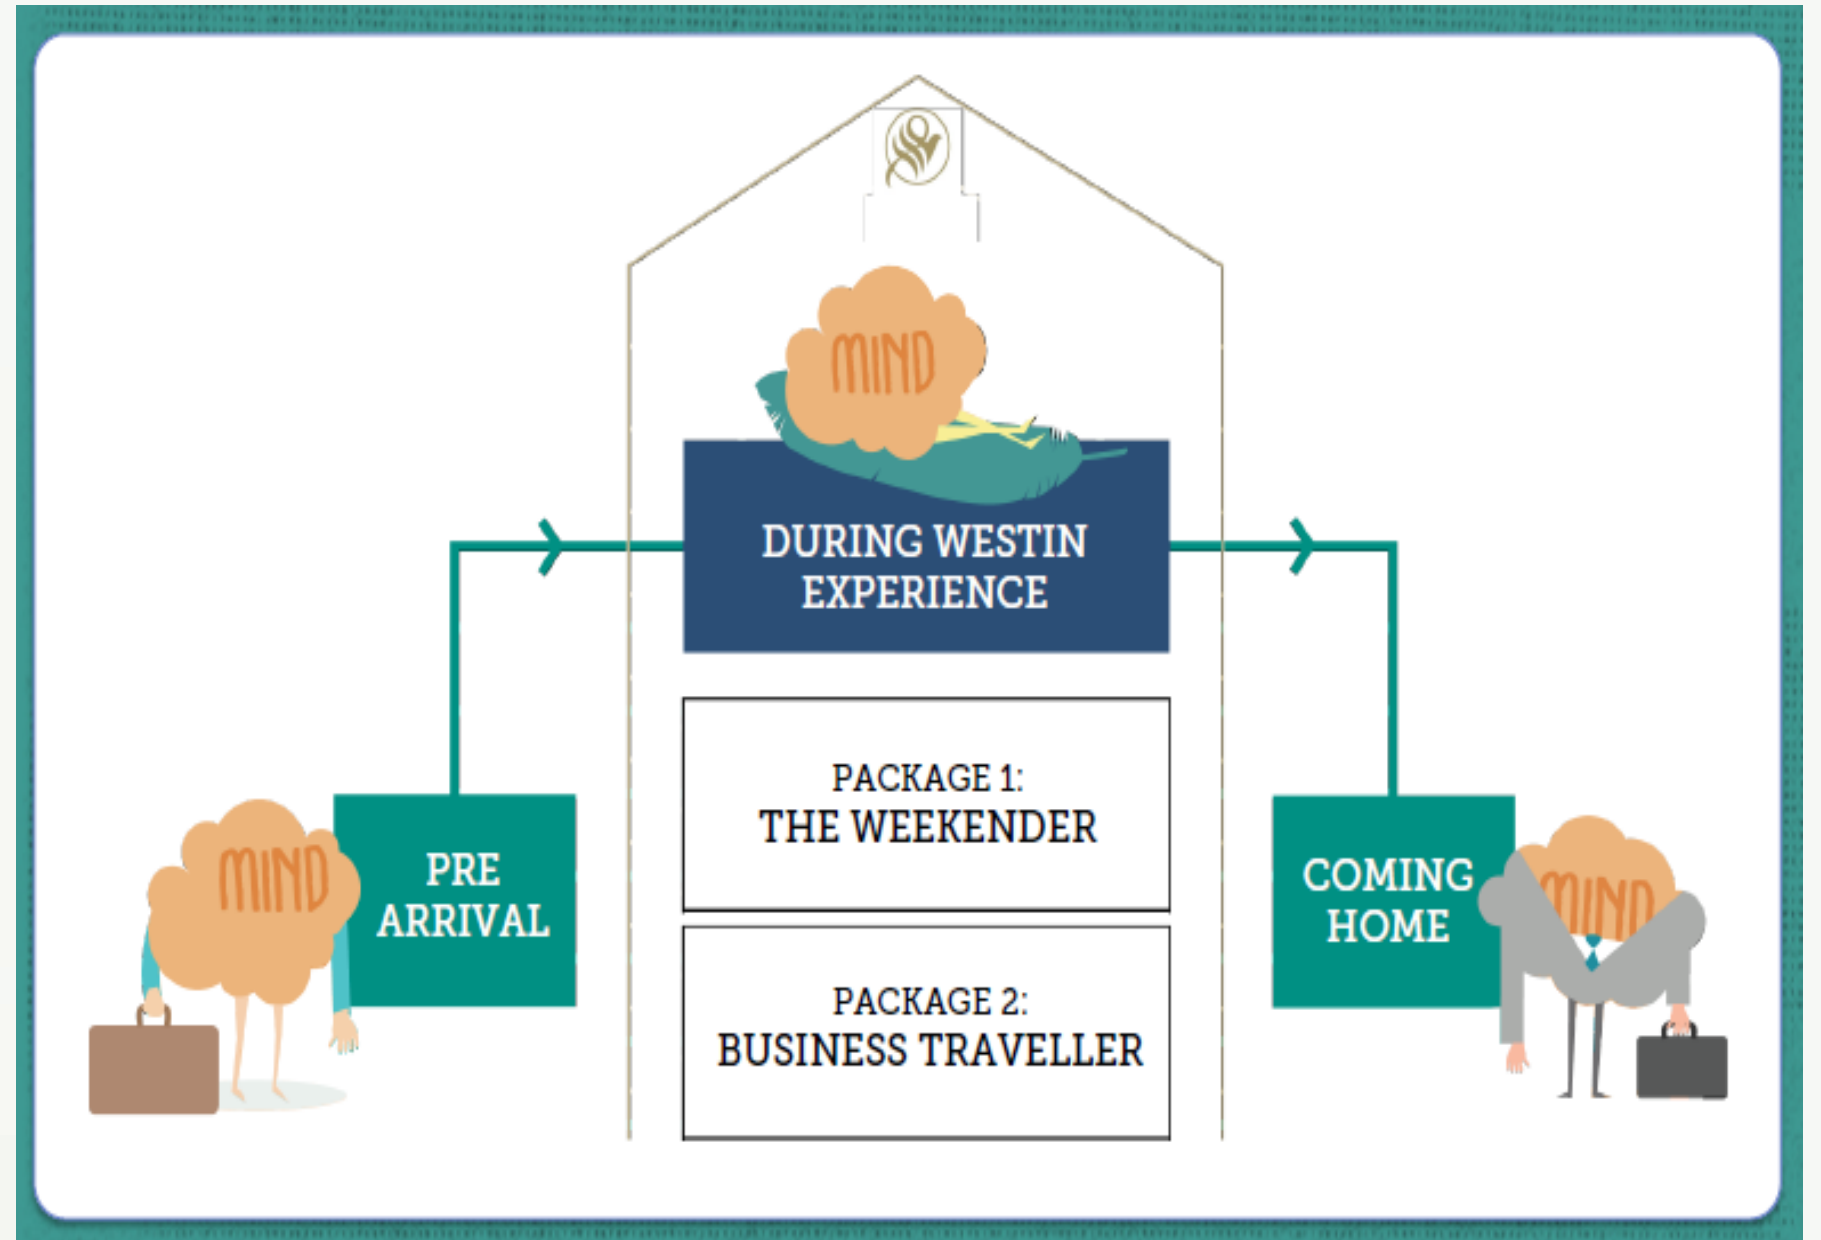 MIND
DURING WESTIN
EXPERIENCE
PACKAGE 1:
THE WEEKENDER
PACKAGE 2:
BUSINESS TRAVELLER
MIND
PRE
ARRIVAL
COMING
HOME
MIND